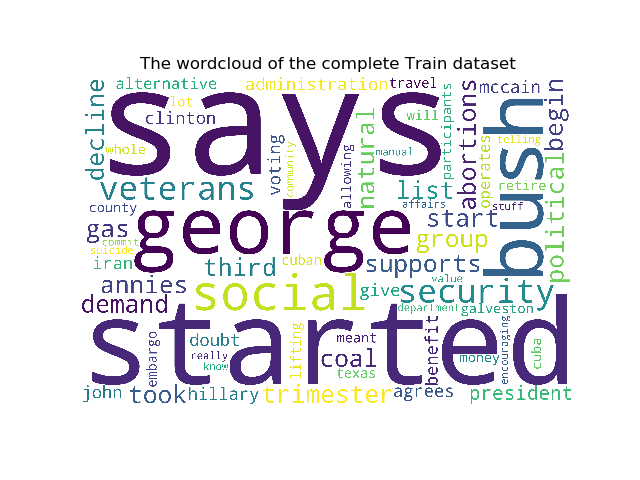 The wordcloud of the complete Train dataset
alternative
administration
travel
mccain
decline
lot
clinton
says
will
participants
abortions
bush
begin
whole
voting
community
allowing
natural
manual
telling
operates
political
veterans
list
retire
county
george
affairs
start
stuff
gas
commit
suicide
group
iran
third
cuban
supports
value
annies
social
give
security
demand
department
galveston
started
embargo
doubt
really
know
lifting
meant
coal
texas
benefit
money
encouraging
cuba
john
took
hillary
trimester
agrees
president